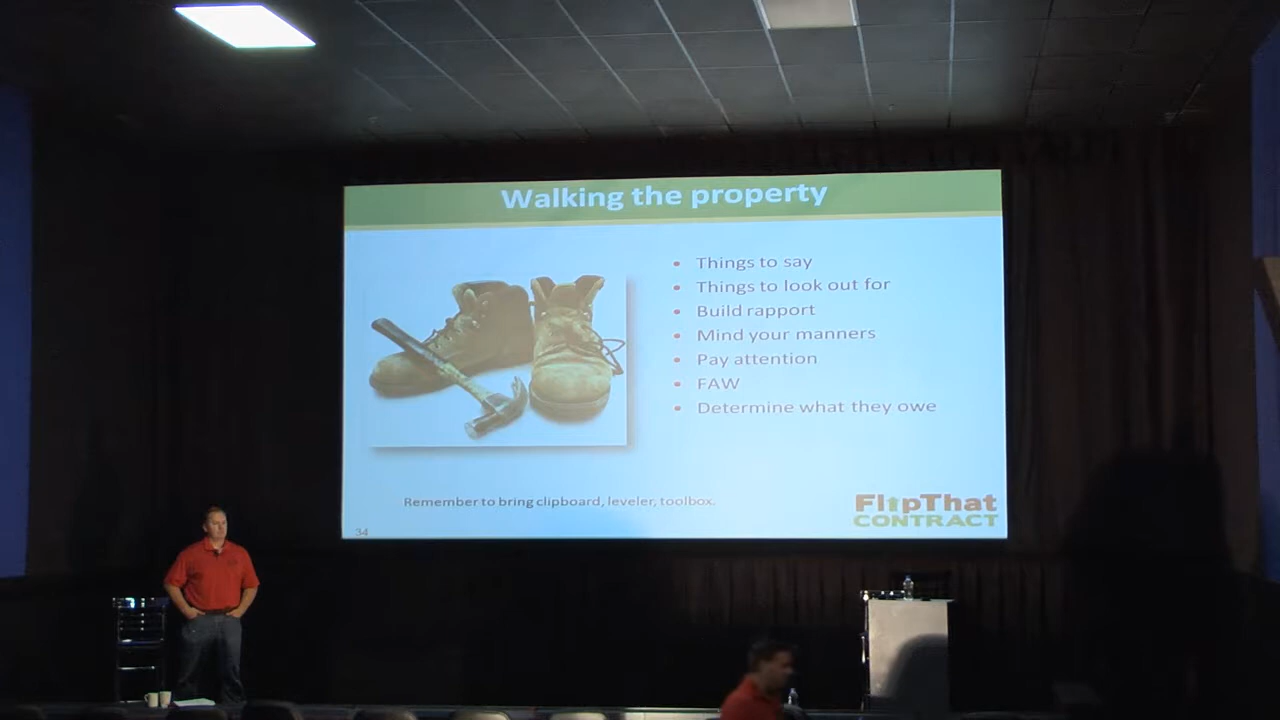 Walking the property
• Things to say
• Things to look out for
• Build rapport
• Mind your manners
• Pay attention
• FAW
• Determine what they owe
Remember to bring clipboard, leveler, toolbox.
34
FlipThat
CONTRACT